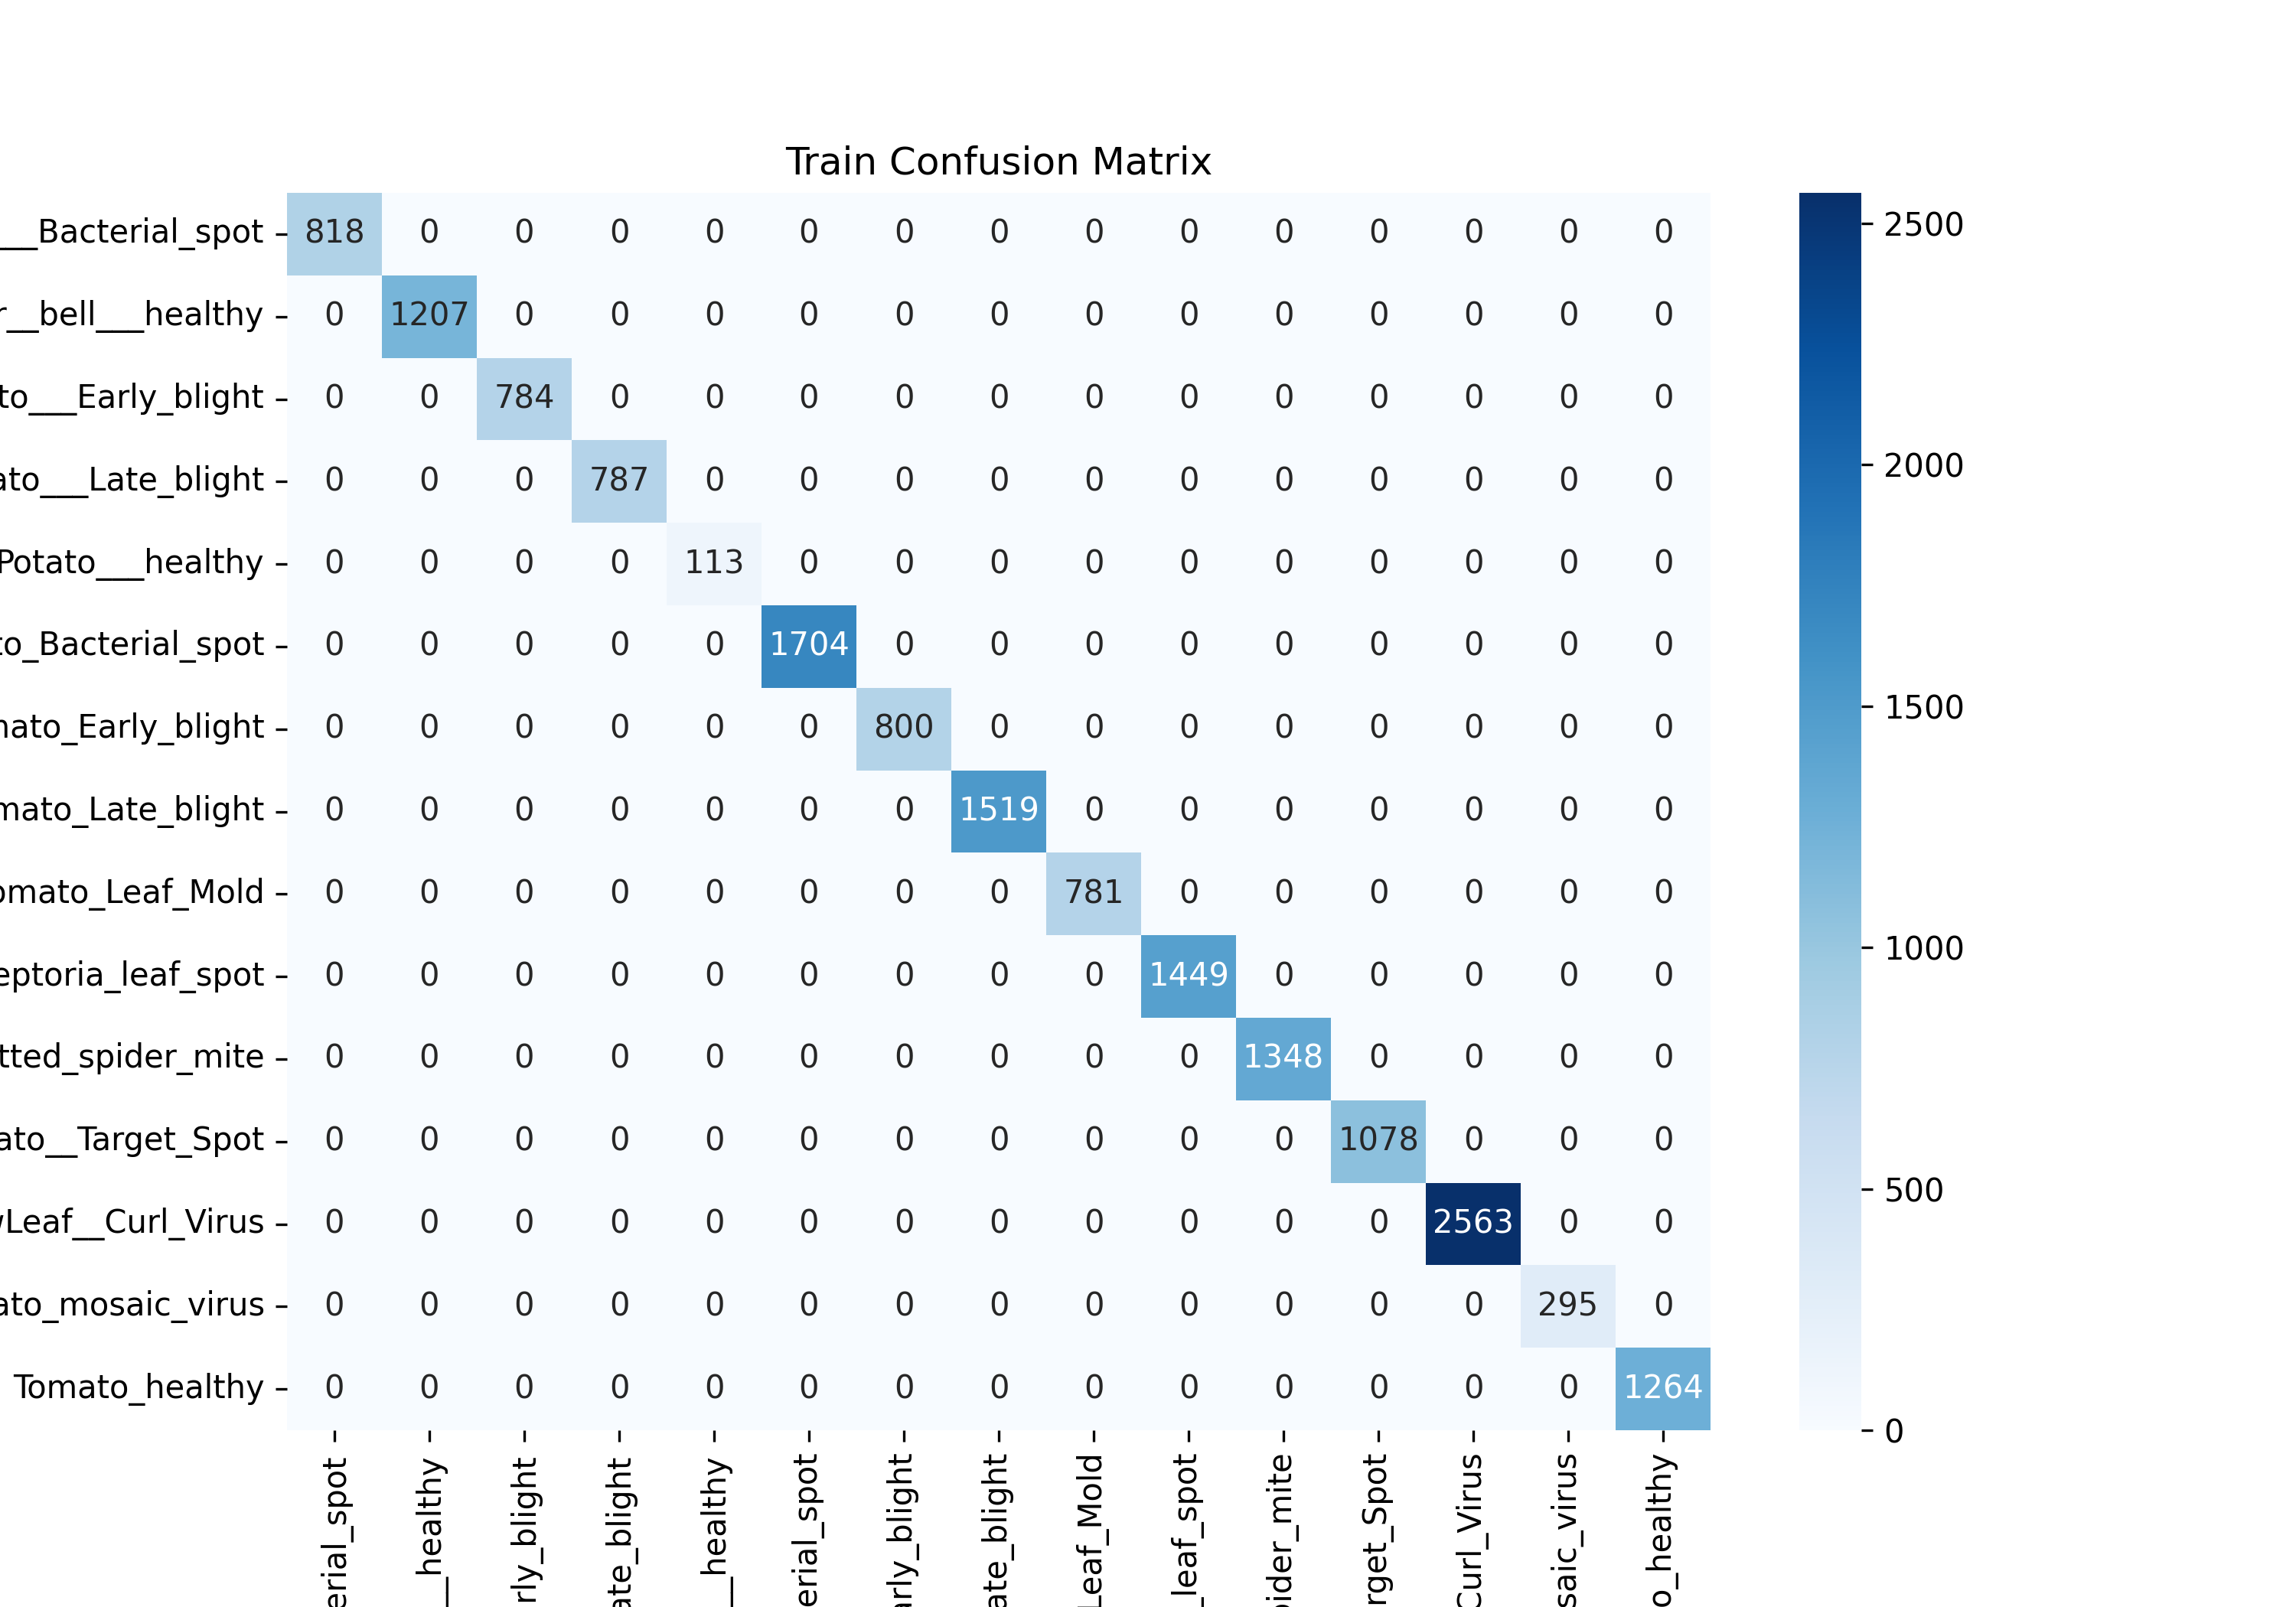 Train Confusion Matrix
___Bacterial_spot 818 0 0 0 0 0 0 0 0 0 0 0 0 0 0
r__bell___healthy 0 1207 0 0 0 0 0 0 0 0 0 0 0 0 0
to___Early_blight 0 0 784 0 0 0 0 0 0 0 0 0 0 0 0
ato___Late_blight 0 0 0 787 0 0 0 0 0 0 0 0 0 0 0
Potato___healthy 0 0 0 0 113 0 0 0 0 0 0 0 0 0 0
to_Bacterial_spot 0 0 0 0 0 1704 0 0 0 0 0 0 0 0 0
mato_Early_blight 0 0 0 0 0 0 800 0 0 0 0 0 0 0 0
mato_Late_blight 0 0 0 0 0 0 0 1519 0 0 0 0 0 0 0
omato_Leaf_Mold 0 0 0 0 0 0 0 0 781 0 0 0 0 0 0
eptoria_leaf_spot 0 0 0 0 0 0 0 0 0 1449 0 0 0 0 0
tted_spider_mite 0 0 0 0 0 0 0 0 0 0 1348 0 0 0 0
ato__Target_Spot 0 0 0 0 0 0 0 0 0 0 0 1078 0 0 0
wLeaf__Curl_Virus 0 0 0 0 0 0 0 0 0 0 0 0 2563 0 0
ato_mosaic_virus 0 0 0 0 0 0 0 0 0 0 0 0 0 295 0
Tomato_healthy 0 0 0 0 0 0 0 0 0 0 0 0 0 0 1264
erial_spot
__healthy
rly_blight
ate_blight
__healthy
erial_spot
arly_blight
ate_blight
Leaf_Mold
_leaf_spot
pider_mite
rget_Spot
Curl_Virus
saic_virus
o_healthy
2500
2000
1500
1000
500
0